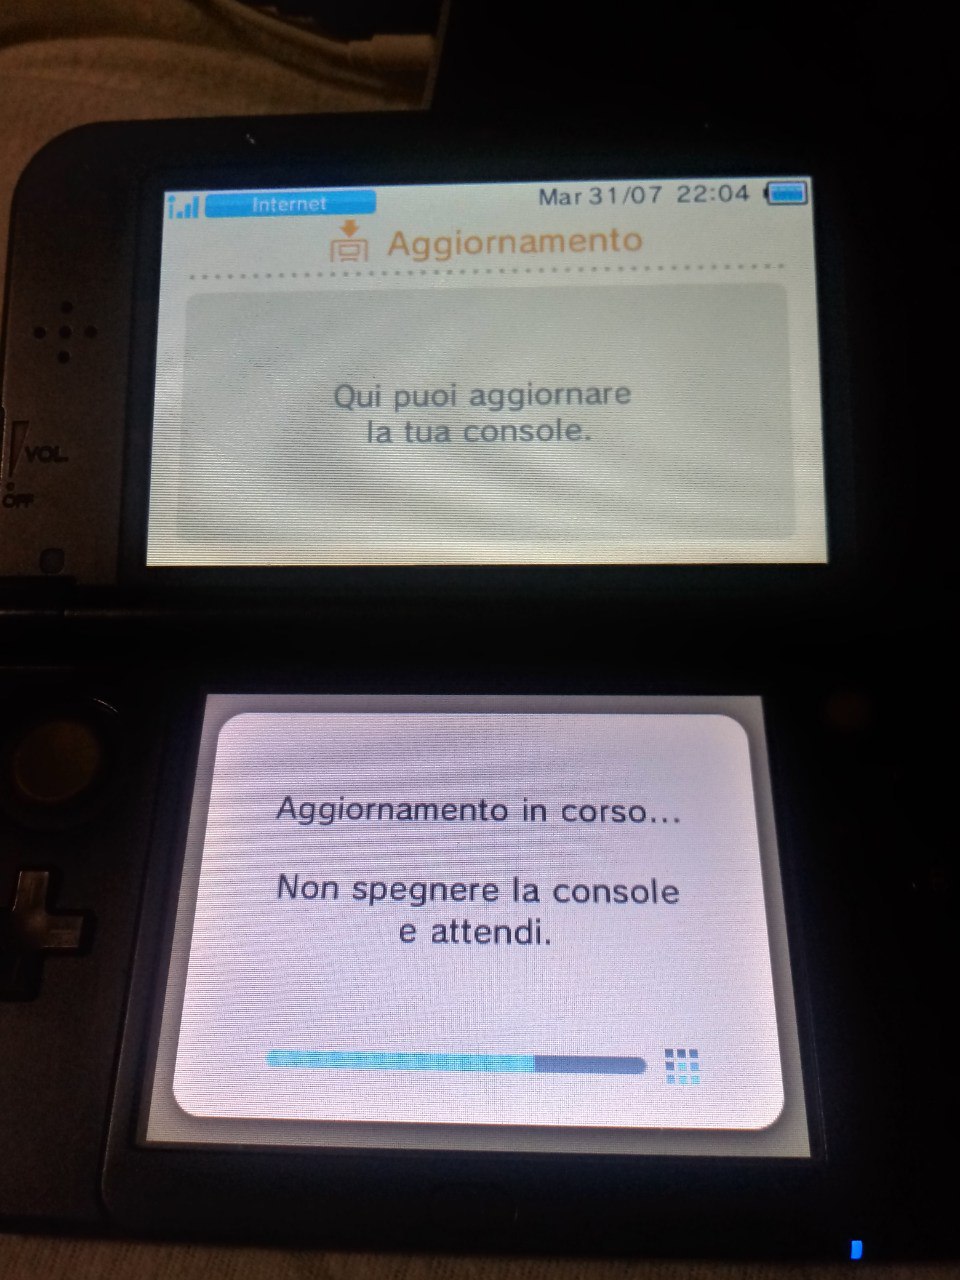 Internet
Mar 31/07 22:04
Aggiornamento
Qui puoi aggiornare
la tua console.
VOL
OFF
Aggiornamento in corso...
Non spegnere la console
e attendi.